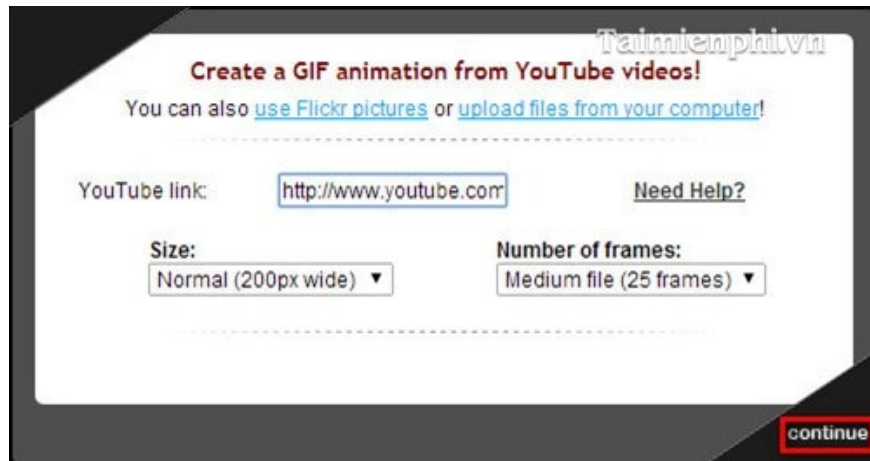 Taimienphi.vn
Create a GIF animation from YouTube videos!
You can also use Flickr pictures or upload files from your computer!
YouTube link: http://www.youtube.com Need Help?
Size: Number of frames:
Normal (200px wide) ▼ Medium file (25 frames) ▼
continue